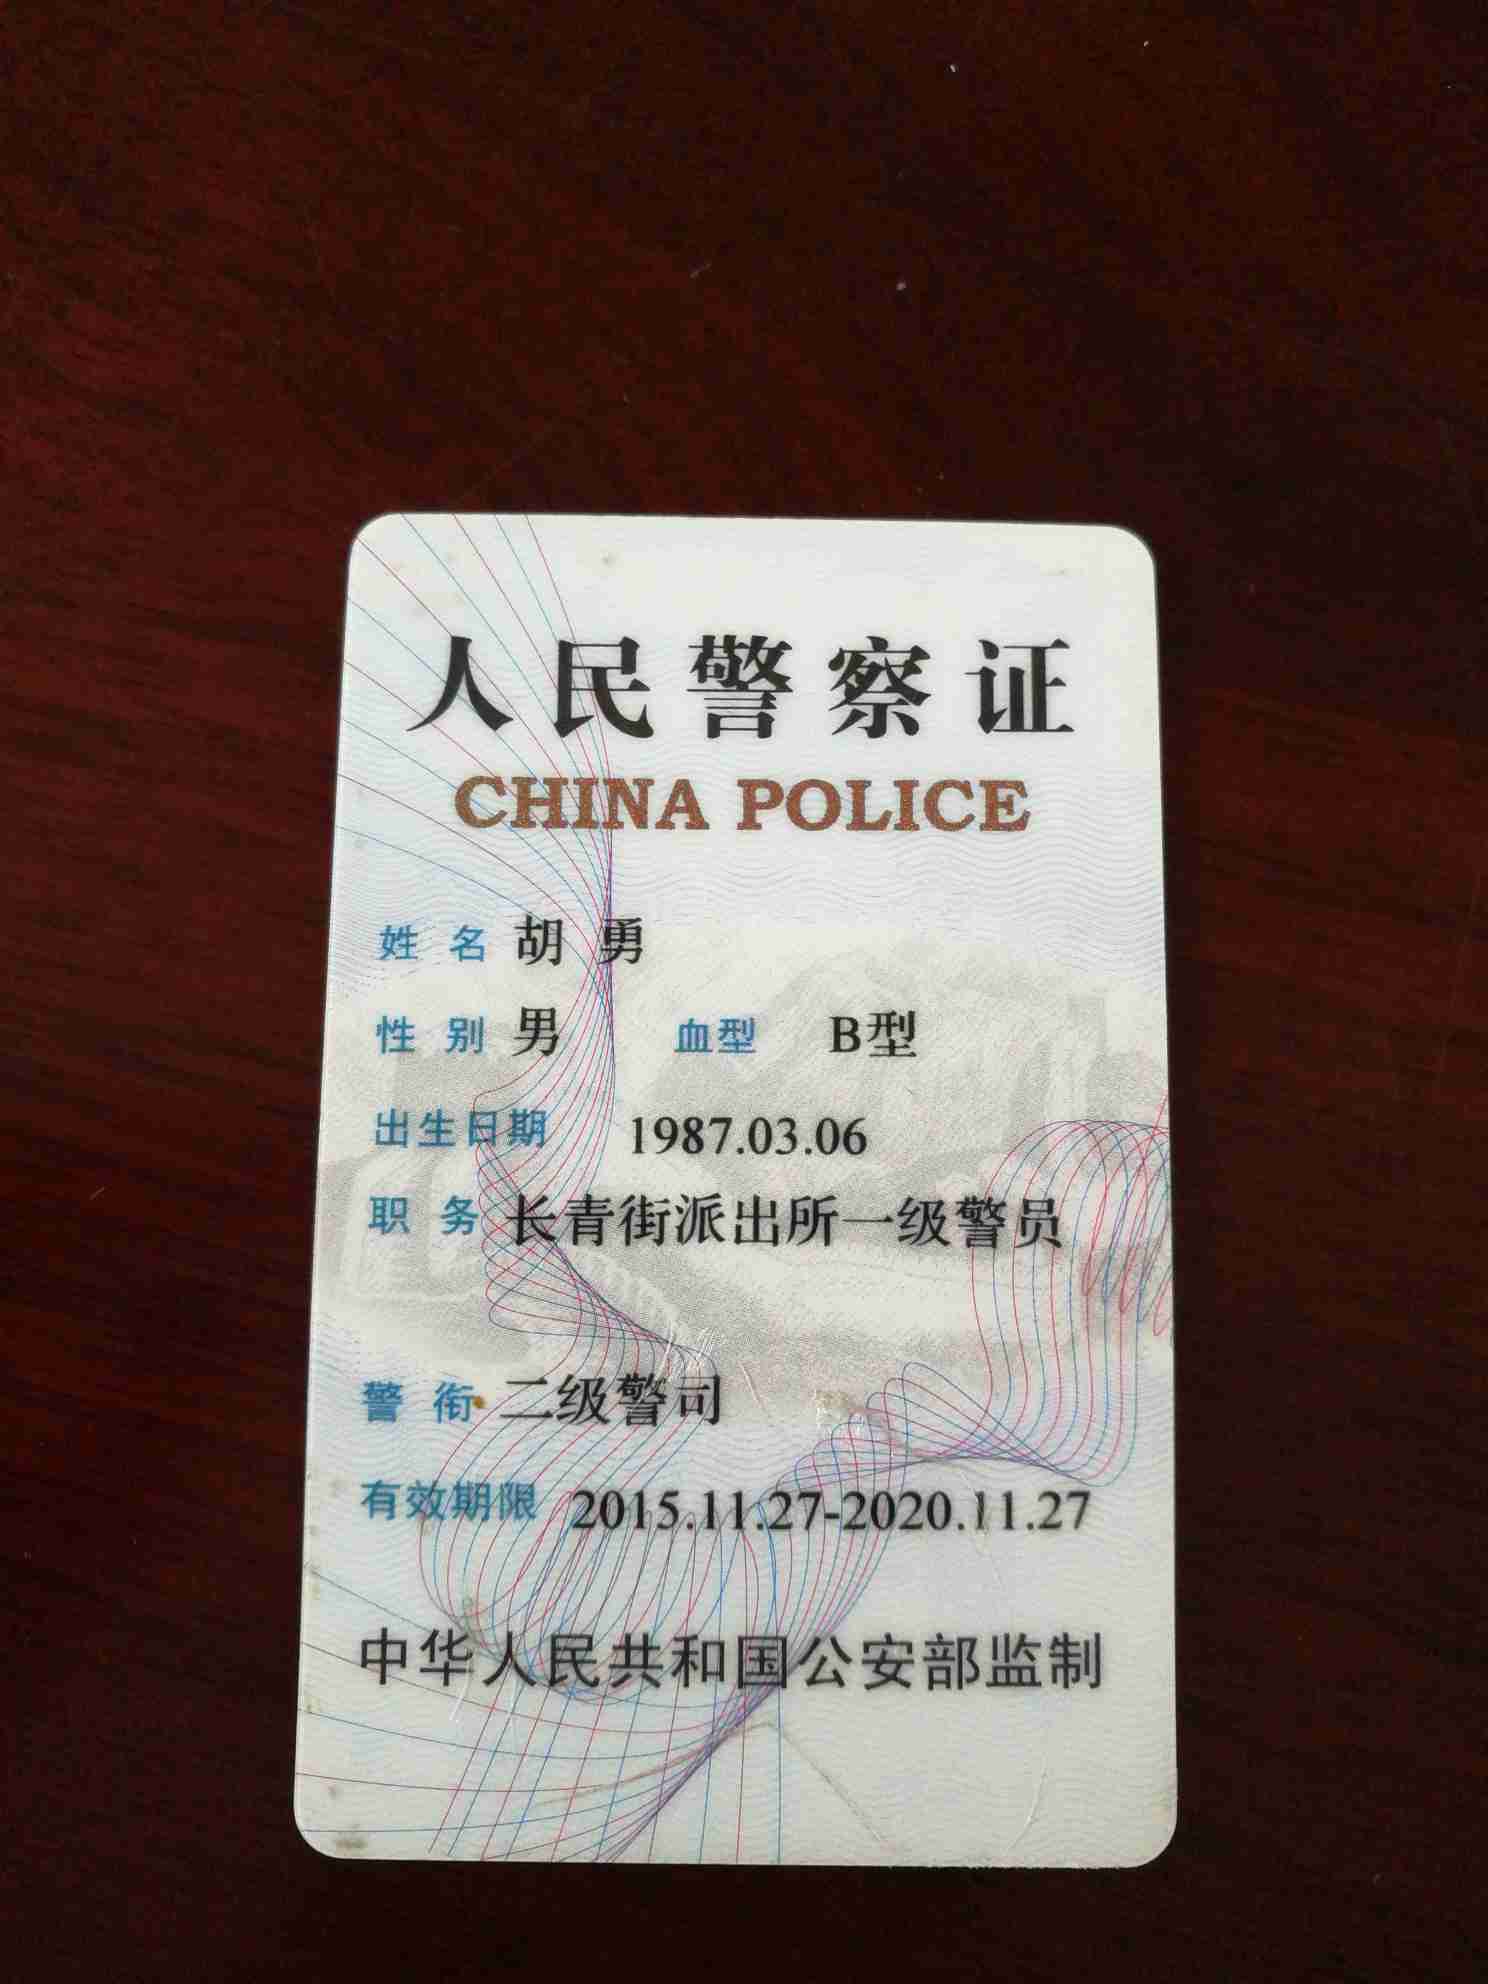 人民警察证
CHINA POLICE
姓 名 胡 勇
性 别 男 血型 B型
出生日期 1987.03.06
职 务 长青街派出所一级警员
警 衔 二级警司
有效期限 2015.11.27-2020.11.27
中华人民共和国公安部监制